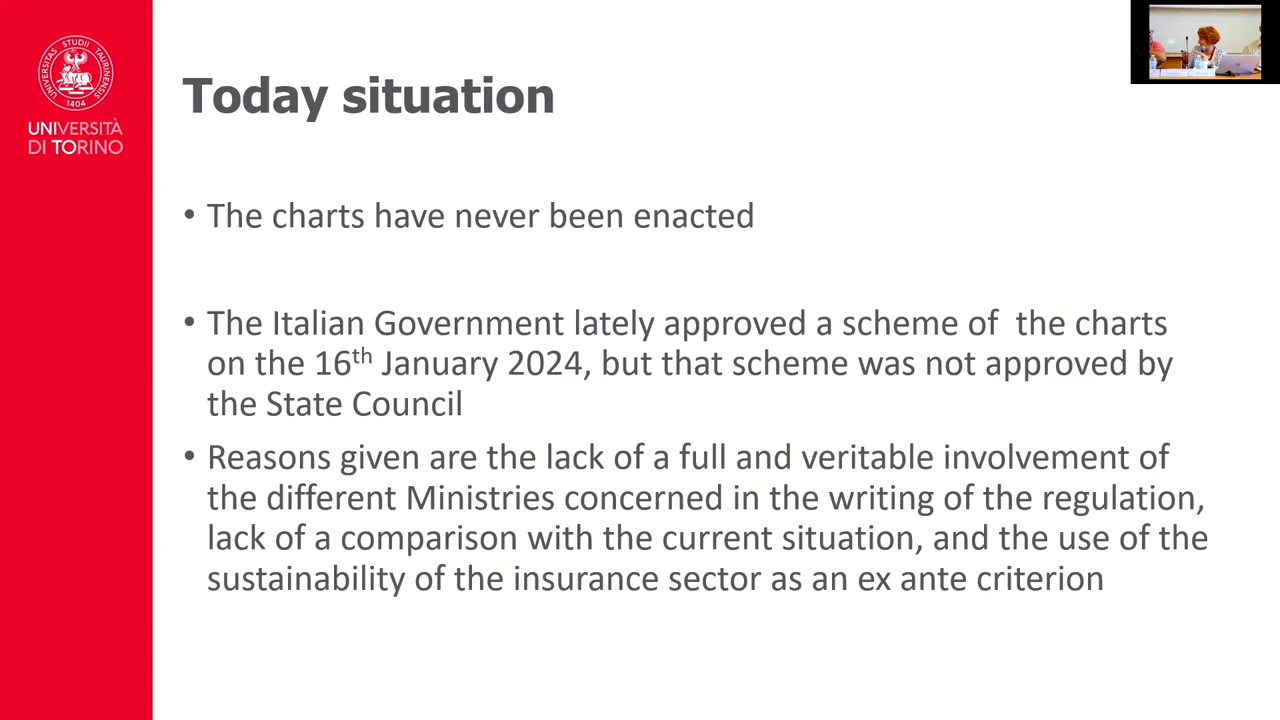 UNIVERSITAS STUDII TAURINENSIS
1404
UNIVERSITÀ
DI TORINO
Today situation
• The charts have never been enacted
• The Italian Government lately approved a scheme of the charts
on the 16th January 2024, but that scheme was not approved by
the State Council
• Reasons given are the lack of a full and veritable involvement of
the different Ministries concerned in the writing of the regulation,
lack of a comparison with the current situation, and the use of the
sustainability of the insurance sector as an ex ante criterion